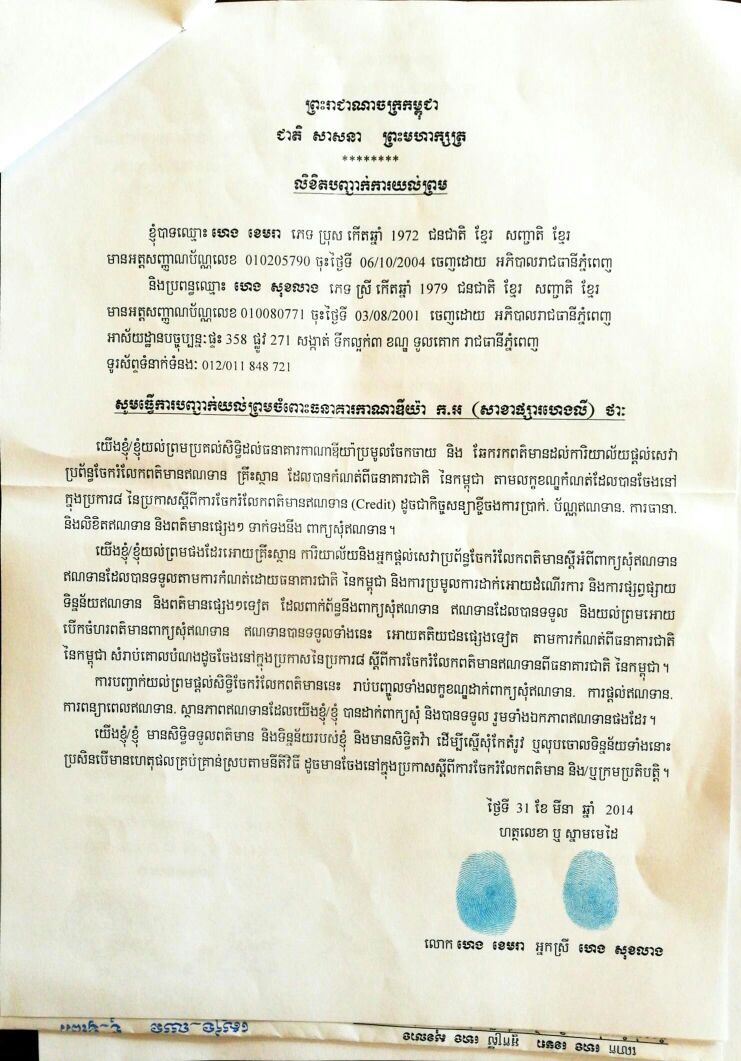 ព្រះរាជាណាចក្រកម្ពុជា
ជាតិ សាសនា ព្រះមហាក្សត្រ
********
លិខិតបញ្ជាក់ការយល់ព្រម
ខ្ញុំបាទឈ្មោះ ហេង ខេមរា ភេទ ប្រុស កើតឆ្នាំ 1972 ជនជាតិ ខ្មែរ សញ្ជាតិ ខ្មែរ
មានអត្តសញ្ញាណប័ណ្ណលេខ 010205790 ចុះថ្ងៃទី 06/10/2004 ចេញដោយ អភិបាលរាជធានីភ្នំពេញ
និងប្រពន្ធឈ្មោះ ហេង សុខលាង ភេទ ស្រី កើតឆ្នាំ 1979 ជនជាតិ ខ្មែរ សញ្ជាតិ ខ្មែរ
មានអត្តសញ្ញាណប័ណ្ណលេខ 010080771 ចុះថ្ងៃទី 03/08/2001 ចេញដោយ អភិបាលរាជធានីភ្នំពេញ
អាស័យដ្ឋានបច្ចុប្បន្នៈផ្ទះ 358 ផ្លូវ 271 សង្កាត់ ទឹកល្អក់៣ ខណ្ឌ ទួលគោក រាជធានីភ្នំពេញ
ទូរស័ព្ទទំនាក់ទំនងៈ 012/011 848 721
សូមធ្វើការបញ្ជាក់យល់ព្រមចំពោះធនាគារកាណាឌីយ៉ា ក.អ (សាខាផ្សារហេងលី) ថាៈ
យើងខ្ញុំ/ខ្ញុំយល់ព្រមប្រគល់សិទ្ធិដល់ធនាគារកាណាឌីយ៉ាប្រមូលចែកចាយ និង ឆែករកពត៌មានដល់ការិយាល័យផ្តល់សេវា
ប្រព័ន្ធចែករំលែកពត៌មានឥណទាន គ្រឹះស្ថាន ដែលបានកំណត់ពីធនាគារជាតិ នៃកម្ពុជា តាមលក្ខខណ្ឌកំណត់ដែលបានចែងនៅ
ក្នុងប្រការ៨ នៃប្រកាសស្តីពីការចែករំលែកពត៌មានឥណទាន (Credit) ដូចជាកិច្ចសន្យាខ្ចីចងការប្រាក់. ប័ណ្ណឥណទាន. ការធានា.
និងលិខិតឥណទាន និងពត៌មានផ្សេងៗ ទាក់ទងនឹង ពាក្យសុំឥណទាន។
យើងខ្ញុំ/ខ្ញុំយល់ព្រមផងដែរអោយគ្រឹះស្ថាន ការិយាល័យនិងអ្នកផ្តល់សេវាប្រព័ន្ធចែករំលែកពត៌មានស្តីអំពីពាក្យសុំឥណទាន
ឥណទានដែលបានទទួលតាមការកំណត់ដោយធនាគារជាតិ នៃកម្ពុជា និងការប្រមូលការដាក់អោយដំណើរការ និងការផ្សព្វផ្សាយ
ទិន្នន័យឥណទាន និងពត៌មានផ្សេងៗទៀត ដែលពាក់ព័ន្ធនឹងពាក្យសុំឥណទាន ឥណទានដែលបានទទួល និងយល់ព្រមអោយ
បើកចំហរពត៌មានពាក្យសុំឥណទាន ឥណទានបានទទួលទាំងនេះ អោយតតិយជនផ្សេងទៀត តាមការកំណត់ពីធនាគារជាតិ
នៃកម្ពុជា សំរាប់គោលបំណងដូចចែងនៅក្នុងប្រកាសនៃប្រការ៨ ស្តីពីការចែករំលែកពត៌មានឥណទានពីធនាគារជាតិ នៃកម្ពុជា។
ការបញ្ជាក់យល់ព្រមផ្តល់សិទ្ធិចែករំលែកពត៌មាននេះ រាប់បញ្ចូលទាំងលក្ខខណ្ឌដាក់ពាក្យសុំឥណទាន. ការផ្តល់ឥណទាន.
ការពន្យាពេលឥណទាន. ស្ថានភាពឥណទានដែលយើងខ្ញុំ/ខ្ញុំ បានដាក់ពាក្យសុំ និងបានទទួល រួមទាំងឯកភាពឥណទានផងដែរ។
យើងខ្ញុំ/ខ្ញុំ មានសិទ្ធិទទួលពត៌មាន និងទិន្នន័យរបស់ខ្ញុំ និងមានសិទ្ធិតវ៉ា ដើម្បីស្នើសុំកែតំរូវ ឬលុបចោលទិន្នន័យទាំងនោះ
ប្រសិនបើមានហេតុផលគ្រប់គ្រាន់ស្របតាមនីតិវិធី ដូចមានចែងនៅក្នុងប្រកាសស្តីពីការចែករំលែកពត៌មាន និង/ឬក្រមប្រតិបត្តិ។
ថ្ងៃទី 31 ខែ មីនា ឆ្នាំ 2014
ហត្ថលេខា ឬ ស្នាមមេដៃ
លោក ហេង ខេមរា អ្នកស្រី ហេង សុខលាង